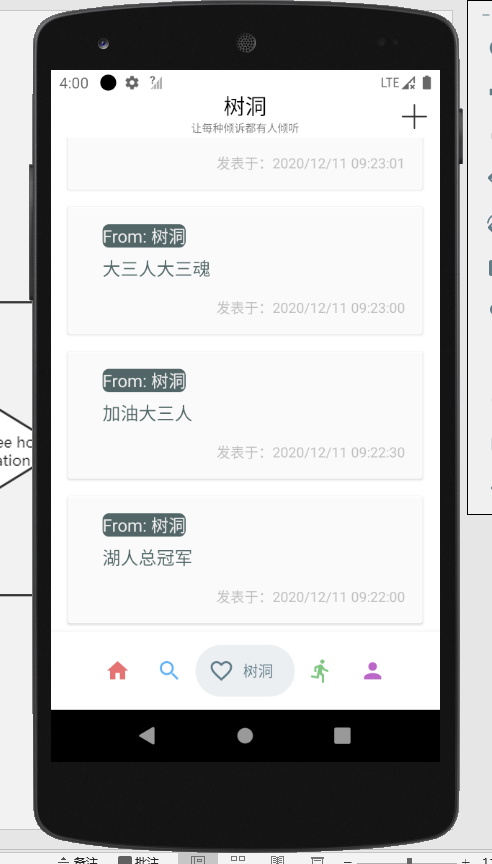 4:00
LTE
树洞
让每种倾诉都有人倾听
发表于：2020/12/11 09:23:01
From: 树洞
大三人大三魂
发表于：2020/12/11 09:23:00
From: 树洞
加油大三人
发表于：2020/12/11 09:22:30
From: 树洞
湖人总冠军
发表于：2020/12/11 09:22:00
树洞
备注
批注